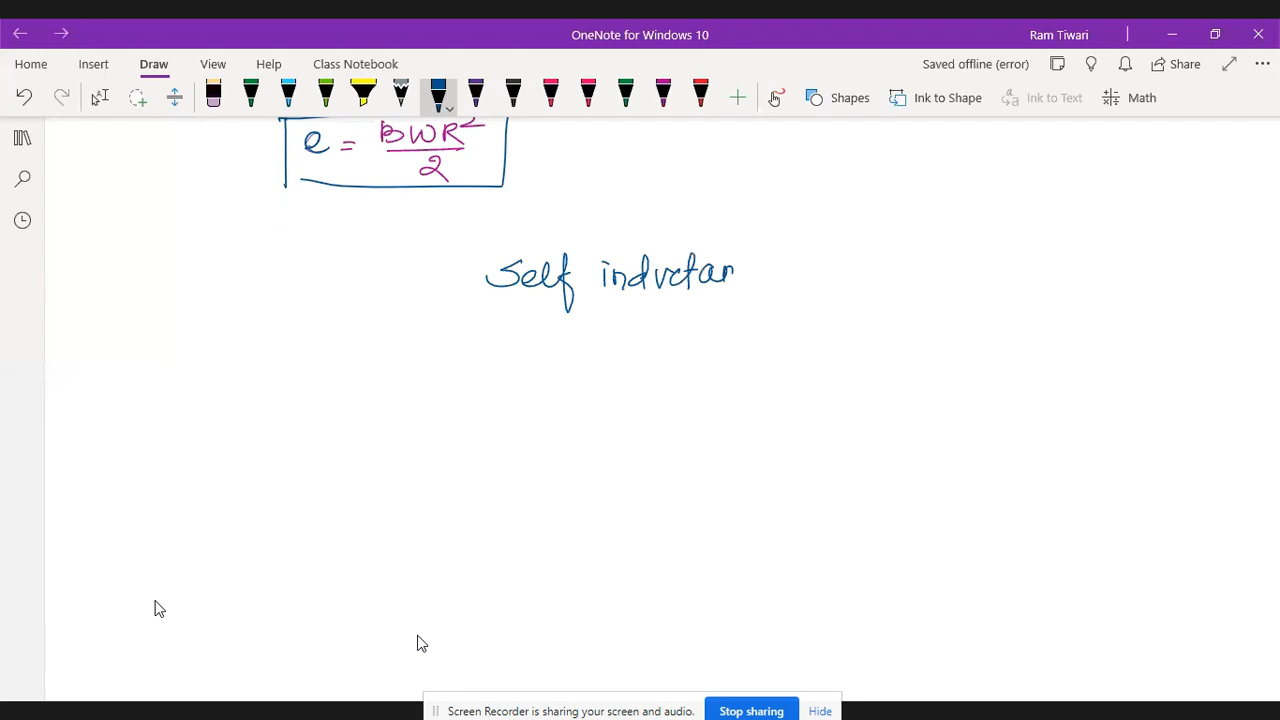 OneNote for Windows 10
Ram Tiwari
Home Insert Draw View Help Class Notebook
Saved offline (error) Share
Shapes Ink to Shape Ink to Text Math
e = BWR²
2
Self inductan
Screen Recorder is sharing your screen and audio. Stop sharing Hide